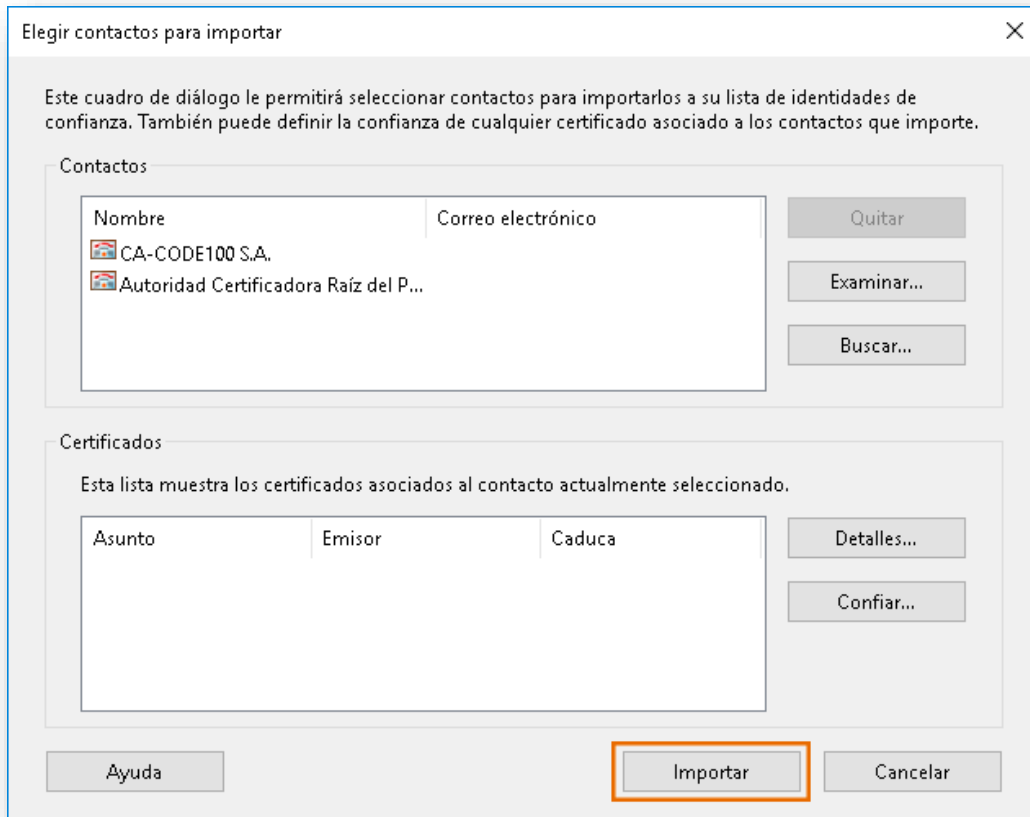 Elegir contactos para importar
Este cuadro de diálogo le permitirá seleccionar contactos para importarlos a su lista de identidades de
confianza. También puede definir la confianza de cualquier certificado asociado a los contactos que importe.
Contactos
Nombre Correo electrónico
CA-CODE100 S.A.
Autoridad Certificadora Raíz del P...
Quitar
Examinar...
Buscar...
Certificados
Esta lista muestra los certificados asociados al contacto actualmente seleccionado.
Asunto Emisor Caduca
Detalles...
Confiar...
Ayuda Importar Cancelar